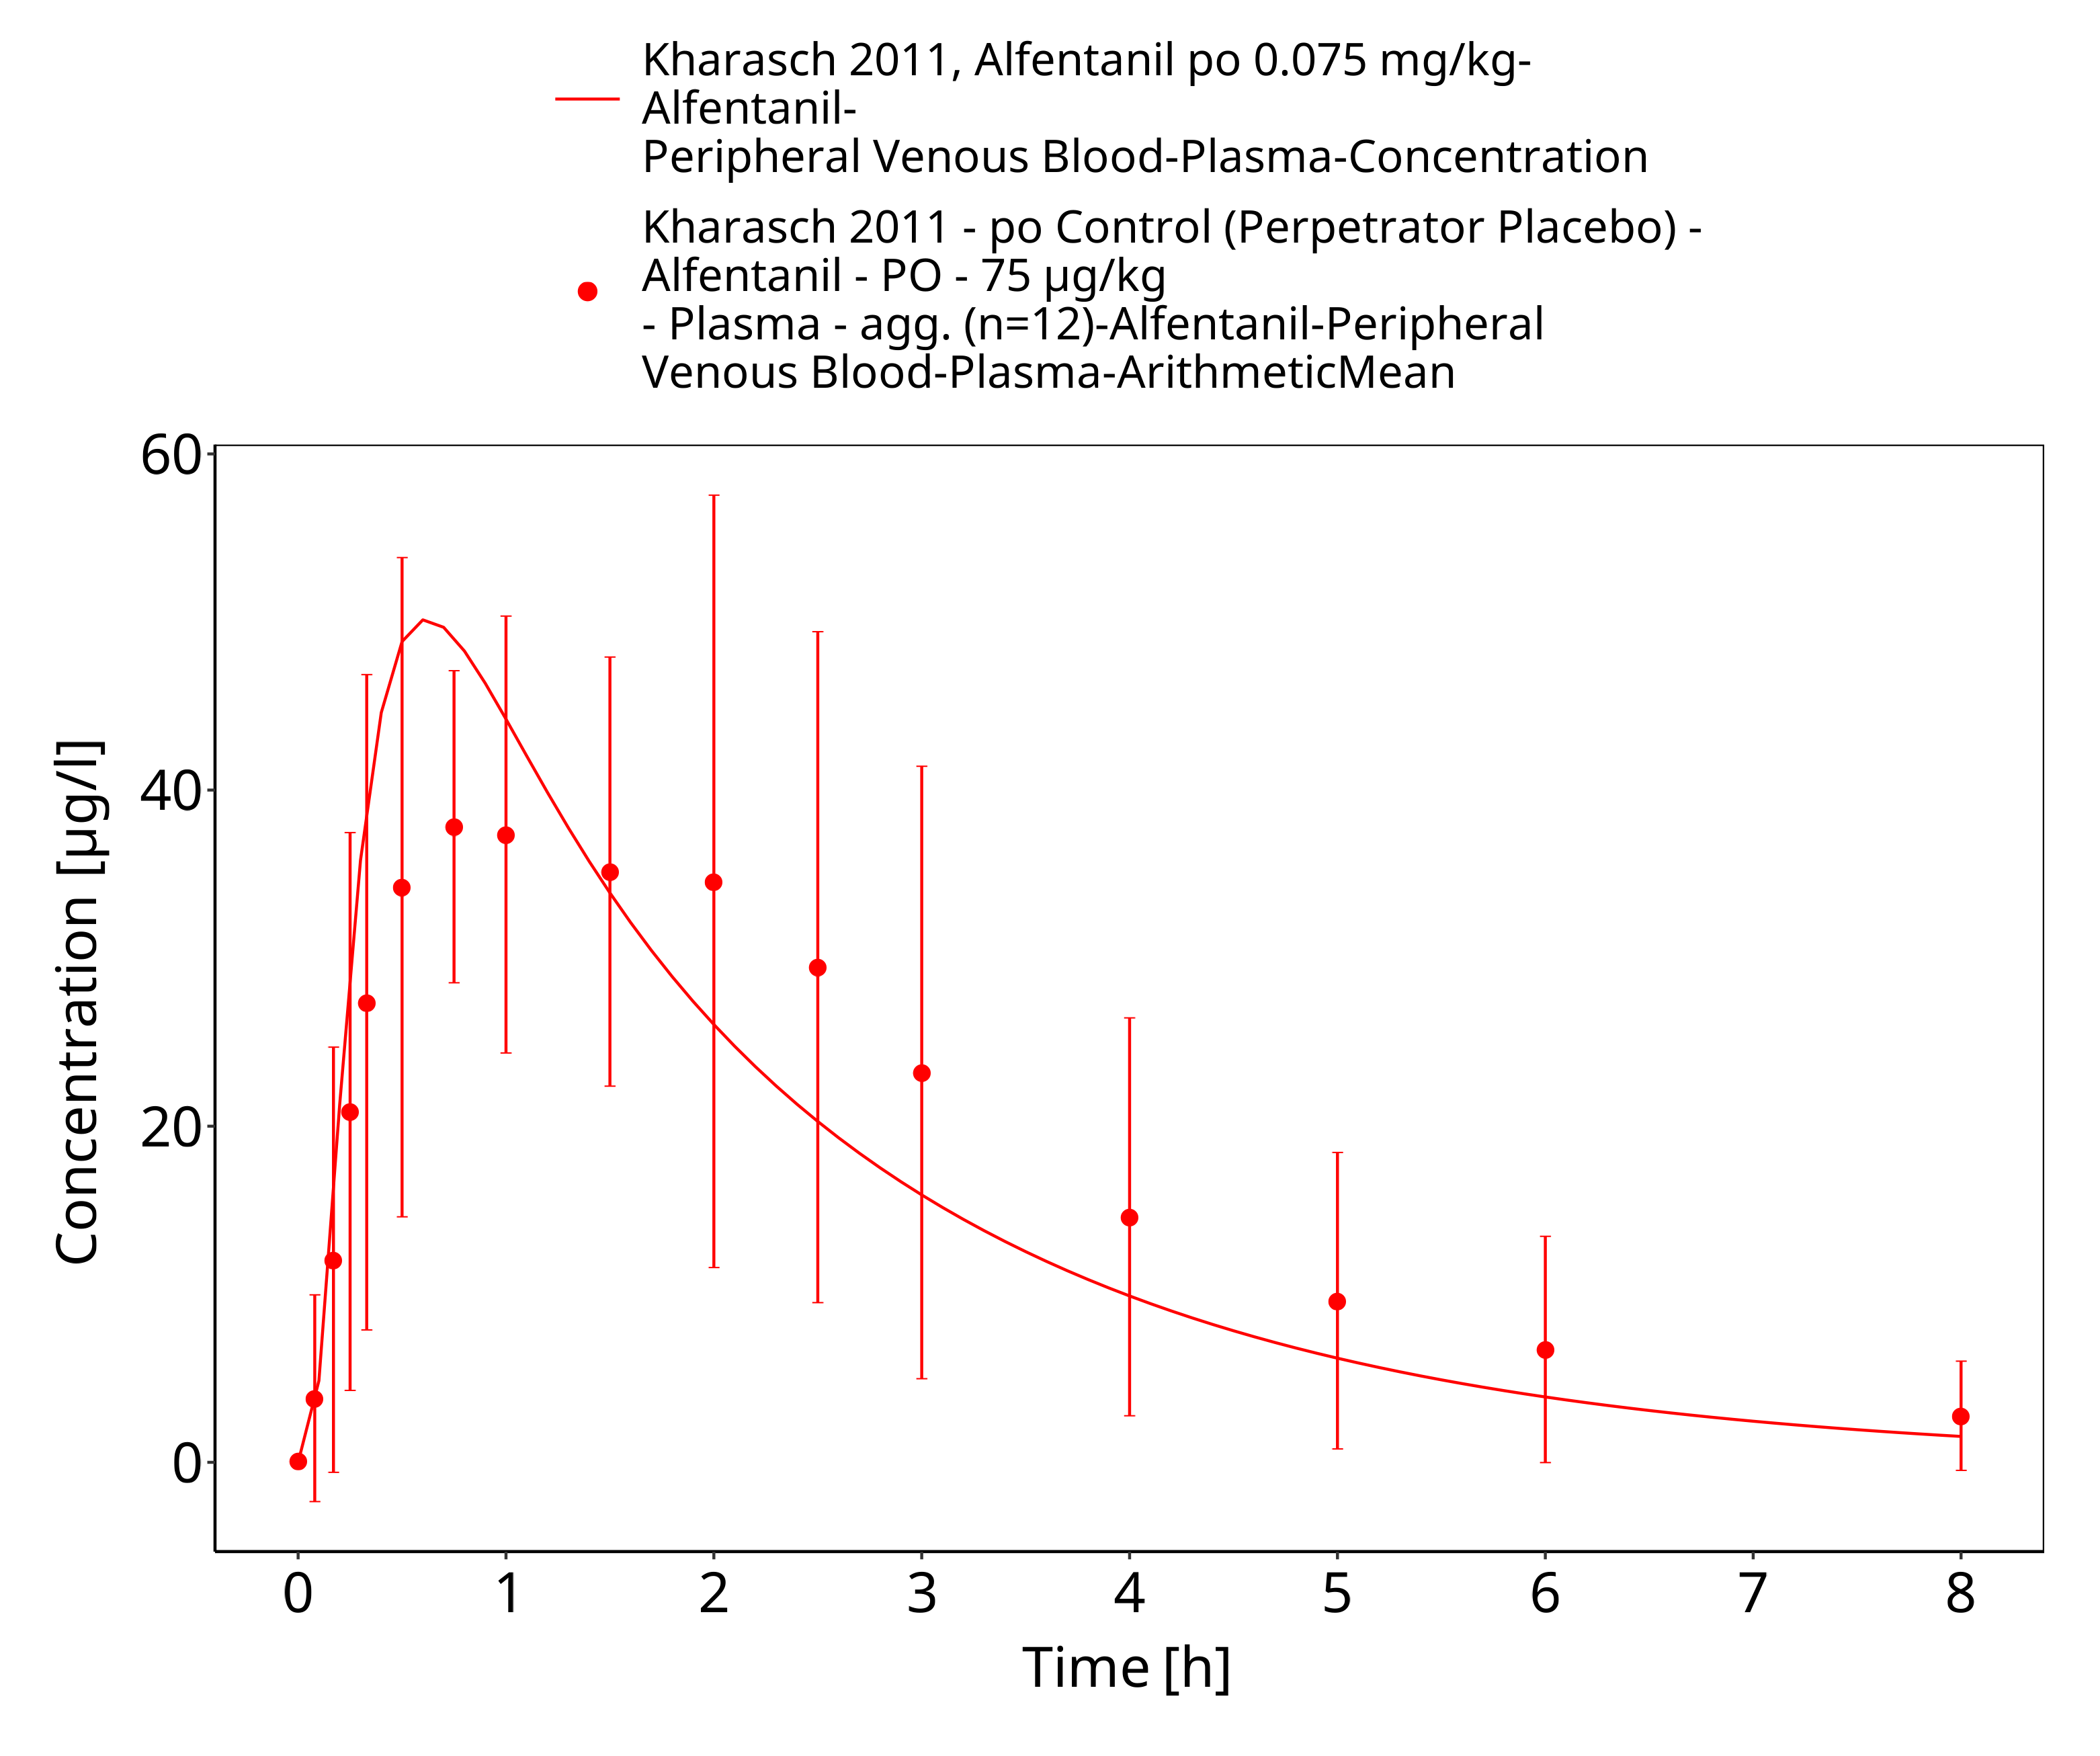 Kharasch 2011, Alfentanil po 0.075 mg/kg-
Alfentanil-
Peripheral Venous Blood-Plasma-Concentration
Kharasch 2011 - po Control (Perpetrator Placebo) -
Alfentanil - PO - 75 µg/kg
- Plasma - agg. (n=12)-Alfentanil-Peripheral
Venous Blood-Plasma-ArithmeticMean
60
40
20
0
Concentration [µg/l]
0 1 2 3 4 5 6 7 8
Time [h]